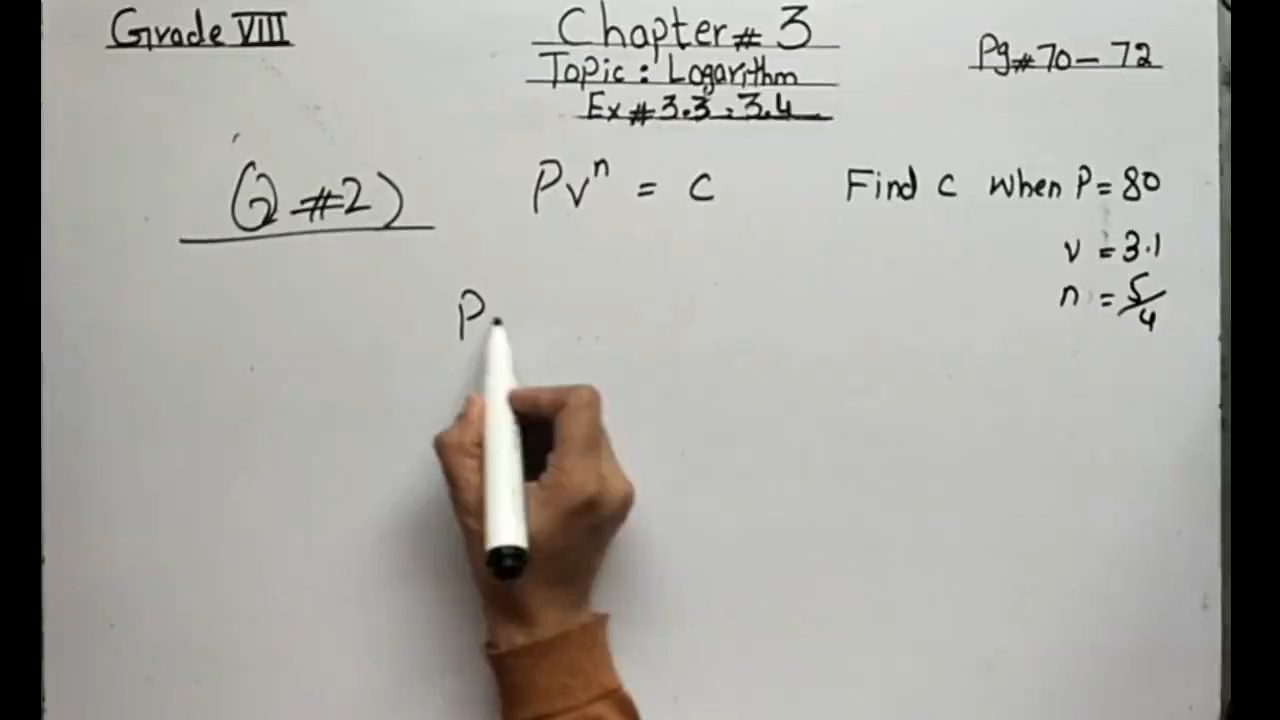 Grade VIII
Chapter # 3
Pg # 70 - 72
Topic : Logarithm
Ex # 3.3 , 3.4
Q #2)
Pvⁿ = c
Find c when P = 80
v = 3.1
n = 5/4
P